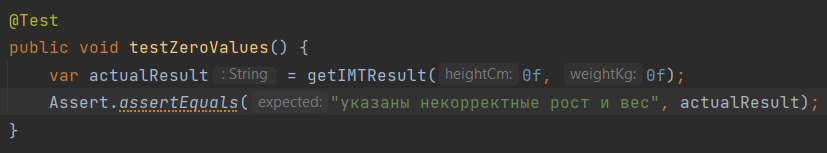 @Test
public void testZeroValues() {
var actualResult : String = getIMTResult( heightCm: 0f, weightKg: 0f);
Assert.assertEquals( expected: "указаны некорректные рост и вес", actualResult);
}